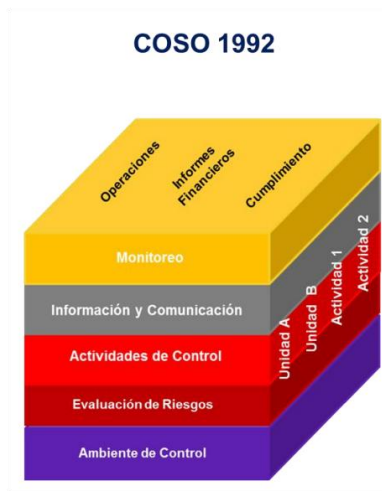 COSO 1992
Operaciones
Informes
Financieros
Cumplimiento
Monitoreo
Información y Comunicación
Actividades de Control
Evaluación de Riesgos
Ambiente de Control
Unidad A
Unidad B
Actividad 1
Actividad 2